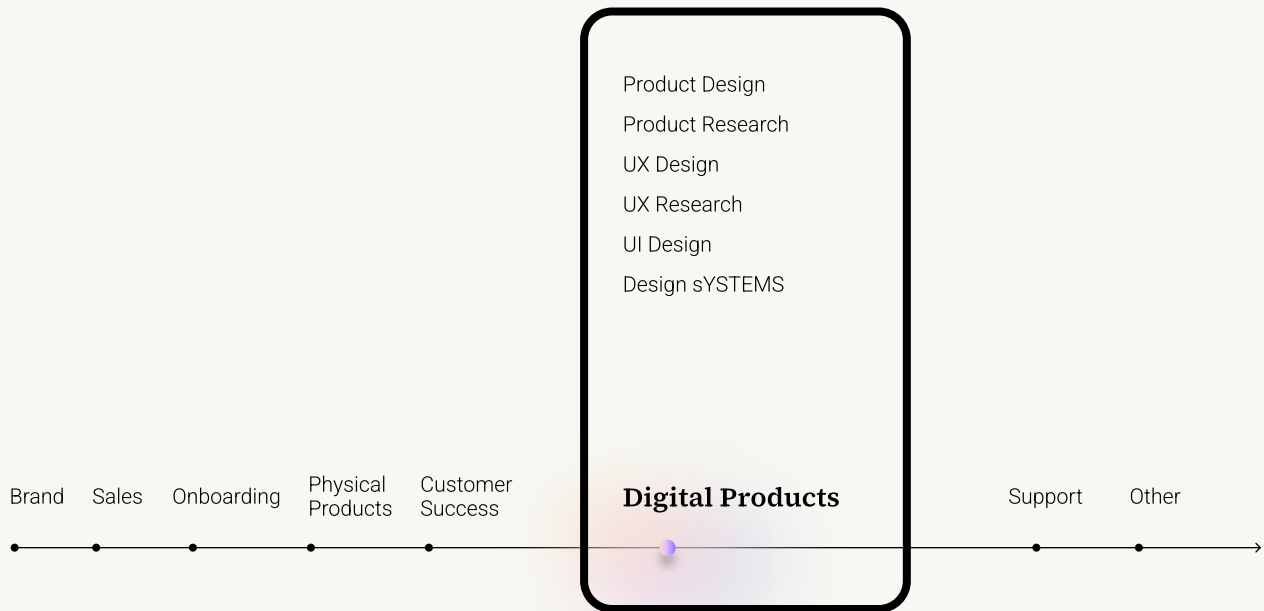 Product Design
Product Research
UX Design
UX Research
UI Design
Design sYSTEMS
Brand
Sales
Onboarding
Physical
Products
Customer
Success
Digital Products
Support
Other